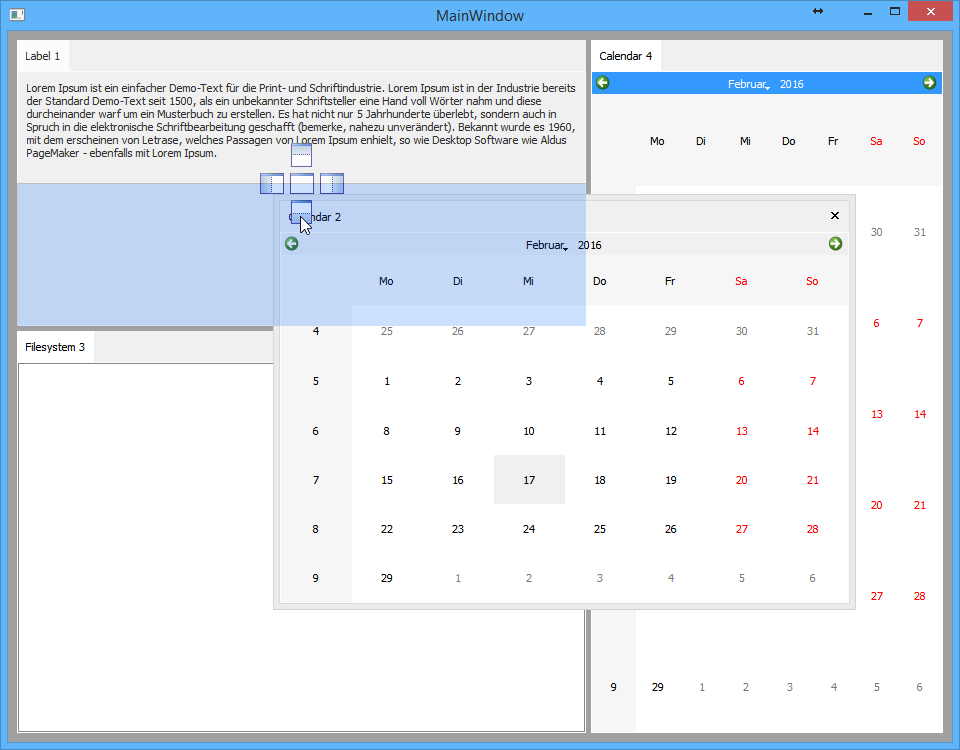 MainWindow
Label 1
Lorem Ipsum ist ein einfacher Demo-Text für die Print- und Schriftindustrie. Lorem Ipsum ist in der Industrie bereits
der Standard Demo-Text seit 1500, als ein unbekannter Schriftsteller eine Hand voll Wörter nahm und diese
durcheinander warf um ein Musterbuch zu erstellen. Es hat nicht nur 5 Jahrhunderte überlebt, sondern auch in
Spruch in die elektronische Schriftbearbeitung geschafft (bemerke, nahezu unverändert). Bekannt wurde es 1960,
mit dem erscheinen von Letrase, welches Passagen von Lorem Ipsum enhielt, so wie Desktop Software wie Aldus
PageMaker - ebenfalls mit Lorem Ipsum.
Calendar 2
Februar 2016
Mo Di Mi Do Fr Sa So
4 25 26 27 28 29 30 31
5 1 2 3 4 5 6 7
6 8 9 10 11 12 13 14
7 15 16 17 18 19 20 21
8 22 23 24 25 26 27 28
9 29 1 2 3 4 5 6
Filesystem 3
Calendar 4
Februar 2016
Mo Di Mi Do Fr Sa So
30 31
6 7
13 14
20 21
27 28
9 29 1 2 3 4 5 6